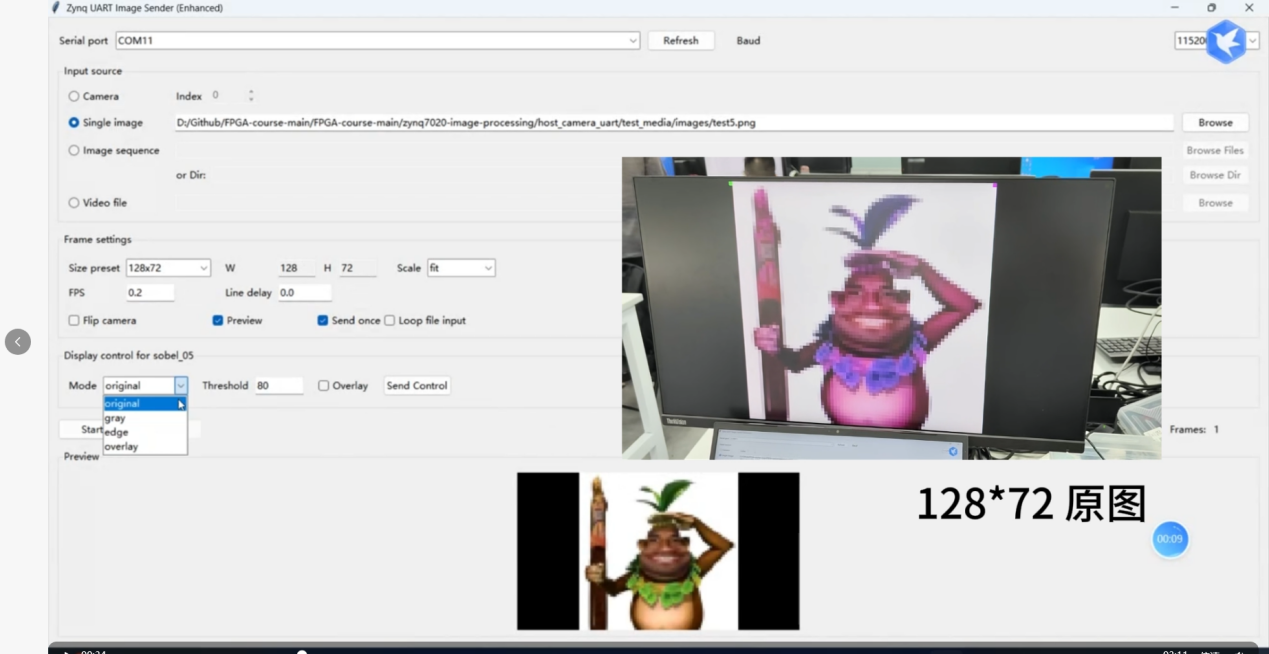 Zynq UART Image Sender (Enhanced)
Serial port COM11 Refresh Baud
Input source
Camera Index 0
Single image D:/Github/FPGA-course-main/FPGA-course-main/zynq7020-image-processing/host_camera_uart/test_media/images/test5.png Browse
Image sequence Browse Files
or Dir: Browse Dir
Video file Browse
Frame settings
Size preset 128x72 W 128 H 72 Scale fit
FPS 0.2 Line delay 0.0
Flip camera Preview Send once Loop file input
Display control for sobel_05
Mode original Threshold 80 Overlay Send Control
original
gray
edge
overlay
Start Frames: 1
Preview
128*72 原图
00:09